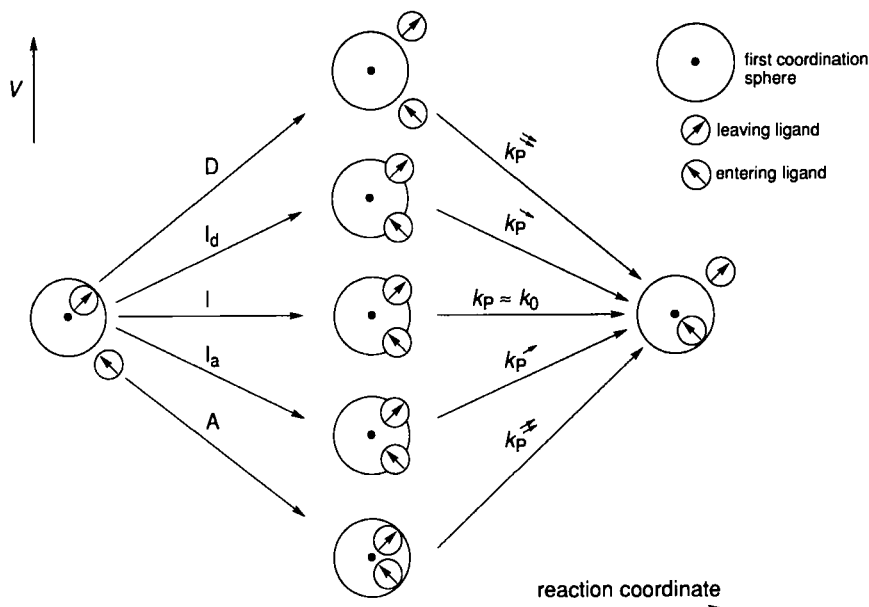 V
first coordination
sphere
leaving ligand
entering ligand
D
I_d
I
I_a
A
k_P
k_P
k_P ≈ k_0
k_P
k_P
reaction coordinate